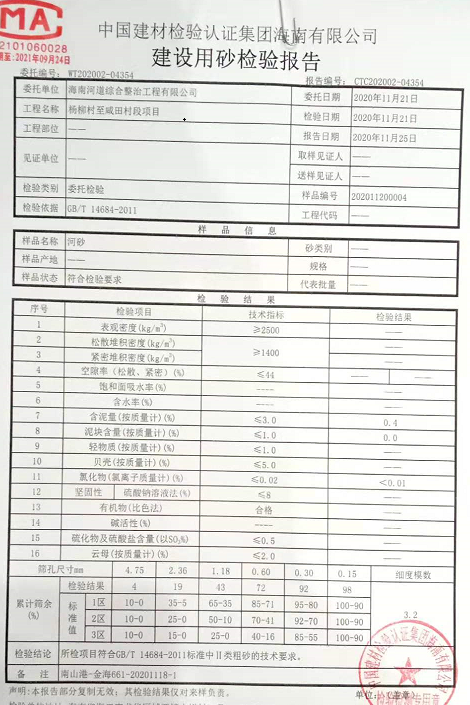 MA
2101060028
至:2021年09月24日
中国建材检验认证集团海南有限公司
建设用砂检验报告
委托编号: WT202002-04354 报告编号: CTC202002-04354
委托单位 海南河道综合整治工程有限公司 委托日期 2020年11月21日
工程名称 杨柳村至咸田村段项目 检验日期 2020年11月21日
工程部位 —— 报告日期 2020年11月25日
见证单位 —— 取样见证人 ——
送样见证人 ——
检验类别 委托检验 样品编号 202011200004
检验依据 GB/T 14684-2011 工程代码 ——
样品信息
样品名称 河砂 砂类别 ——
样品产地 —— 规格 ——
样品状态 符合检验要求 代表批量 ——
检验结果
序号 检验项目 技术指标 检验结果
1 表观密度(kg/m³) ≥2500 ——
2 松散堆积密度(kg/m³) ≥1400 ——
3 紧密堆积密度(kg/m³) ——
4 空隙率(松散、紧密)(%) ≤44 —— ——
5 饱和面吸水率(%) ---- ——
6 含水率(%) ---- ——
7 含泥量(按质量计)(%) ≤3.0 0.4
8 泥块含量(按质量计)(%) ≤1.0 0.0
9 轻物质(按质量计)(%) ≤1.0 ——
10 贝壳(按质量计)(%) ≤5.0 ——
11 氯化物(氯离子质量计)(%) ≤0.02 <0.01
12 坚固性 硫酸钠溶液法(%) ≤8 ——
13 有机物(比色法) 合格 ——
14 碱活性(%) ---- ——
15 硫化物及硫酸盐含量(以SO₃%) ≤0.5 ——
16 云母(按质量计)(%) ≤2.0 ——
筛孔尺寸mm 4.75 2.36 1.18 0.60 0.30 0.15 细度模数
累计筛余(%) 检验结果 4 19 43 72 92 98 3.2
标准值 1区 10-0 35-5 65-35 85-71 95-80 100-90
2区 10-0 25-0 50-10 70-41 92-70 100-90
3区 10-0 15-0 25-0 40-16 85-55 100-90
检验结论 所检项目符合GB/T 14684-2011标准中Ⅱ类粗砂的技术要求。
备注 南山港-金海661-20201118-1
声明:本报告部分复制无效;其检验结果仅对来样负责。 单位:(盖章)
中国建材检验认证集团海南有限公司
检验检测专用章